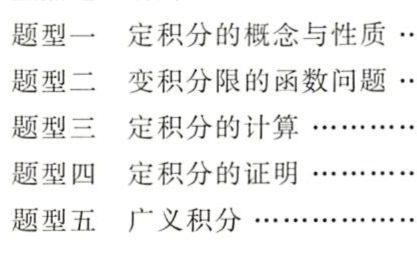 题型一 定积分的概念与性质 ··
题型二 变积分限的函数问题 ··
题型三 定积分的计算 …………
题型四 定积分的证明 …………
题型五 广义积分 ………………